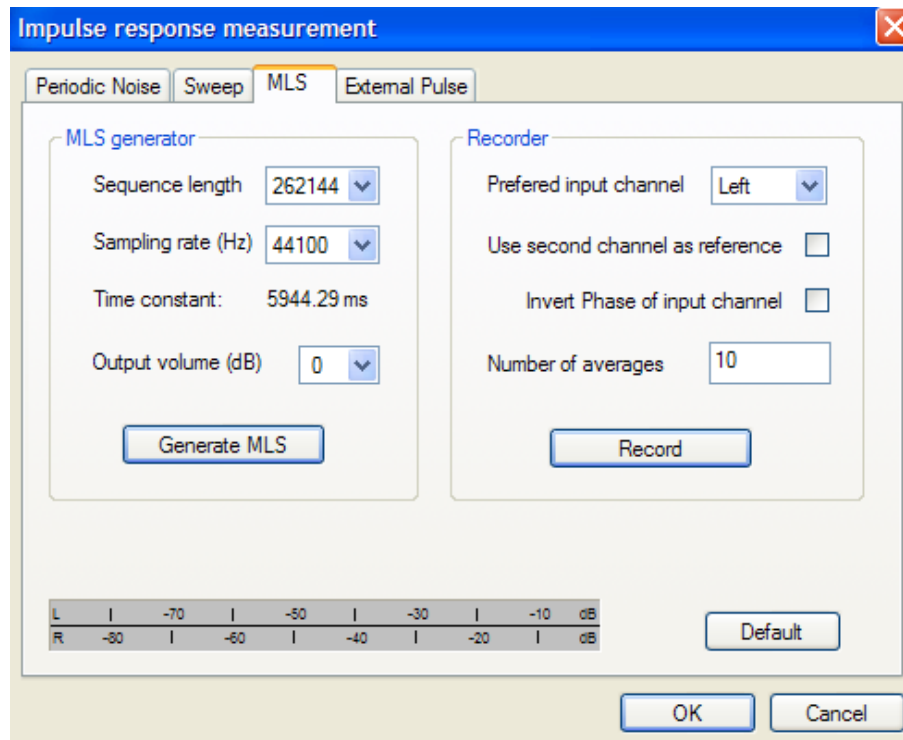 Impulse response measurement
Periodic Noise Sweep MLS External Pulse
MLS generator
Sequence length 262144
Sampling rate (Hz) 44100
Time constant: 5944.29 ms
Output volume (dB) 0
Generate MLS
Recorder
Prefered input channel Left
Use second channel as reference
Invert Phase of input channel
Number of averages 10
Record
L -70 -50 -30 -10 dB
R -80 -60 -40 -20 dB
Default
OK Cancel